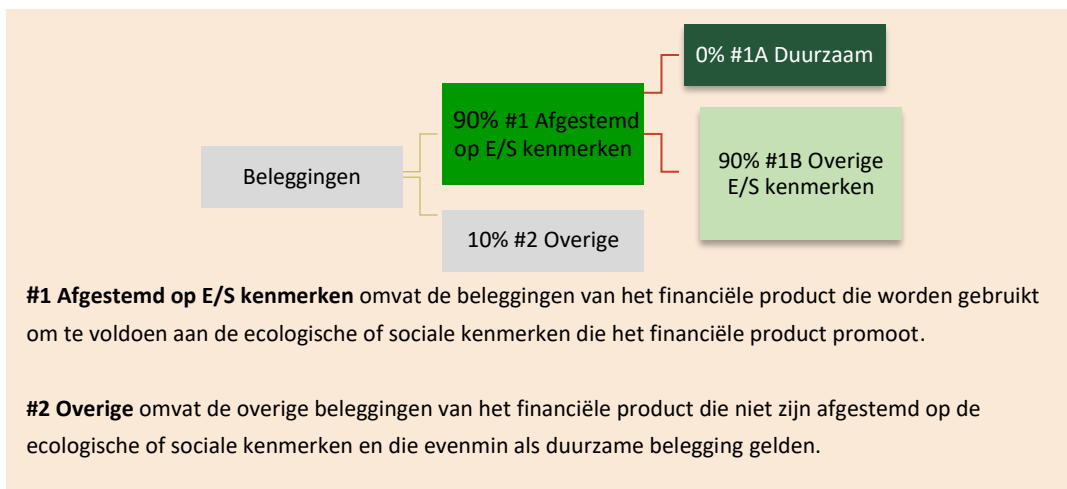 0% #1A Duurzaam
90% #1 Afgestemd
op E/S kenmerken
90% #1B Overige
E/S kenmerken
Beleggingen
10% #2 Overige
#1 Afgestemd op E/S kenmerken omvat de beleggingen van het financiële product die worden gebruikt
om te voldoen aan de ecologische of sociale kenmerken die het financiële product promoot.
#2 Overige omvat de overige beleggingen van het financiële product die niet zijn afgestemd op de
ecologische of sociale kenmerken en die evenmin als duurzame belegging gelden.